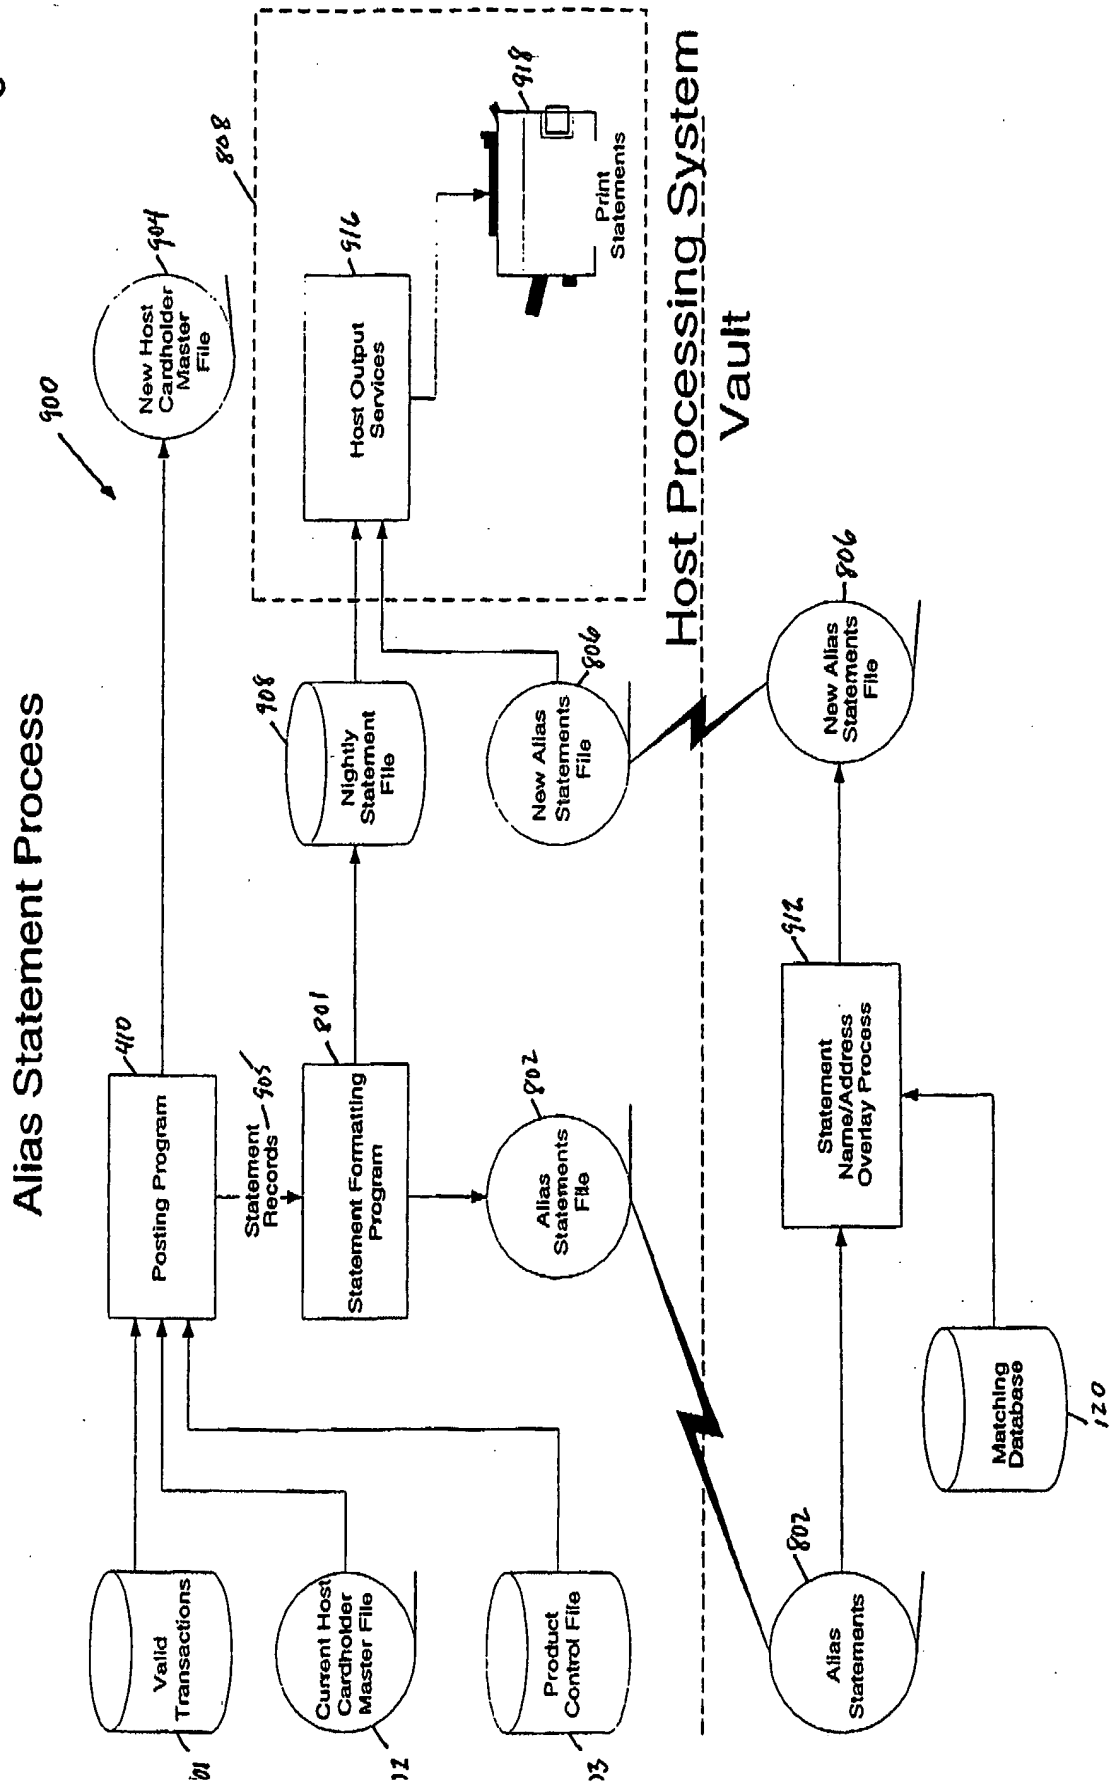 Alias Statement Process
900
Valid
Transactions
Current Host
Cardholder
Master File
Product
Control File
03
410
Posting Program
Statement
Records
905
801
Statement Formatting
Program
802
Alias
Statements
File
904
New Host
Cardholder
Master
File
908
Nightly
Statement
File
806
New Alias
Statements
File
808
916
Host Output
Services
918
Print
Statements
Host Processing System
Vault
802
Alias
Statements
120
Matching
Database
912
Statement
Name/Address
Overlay Process
806
New Alias
Statements
File